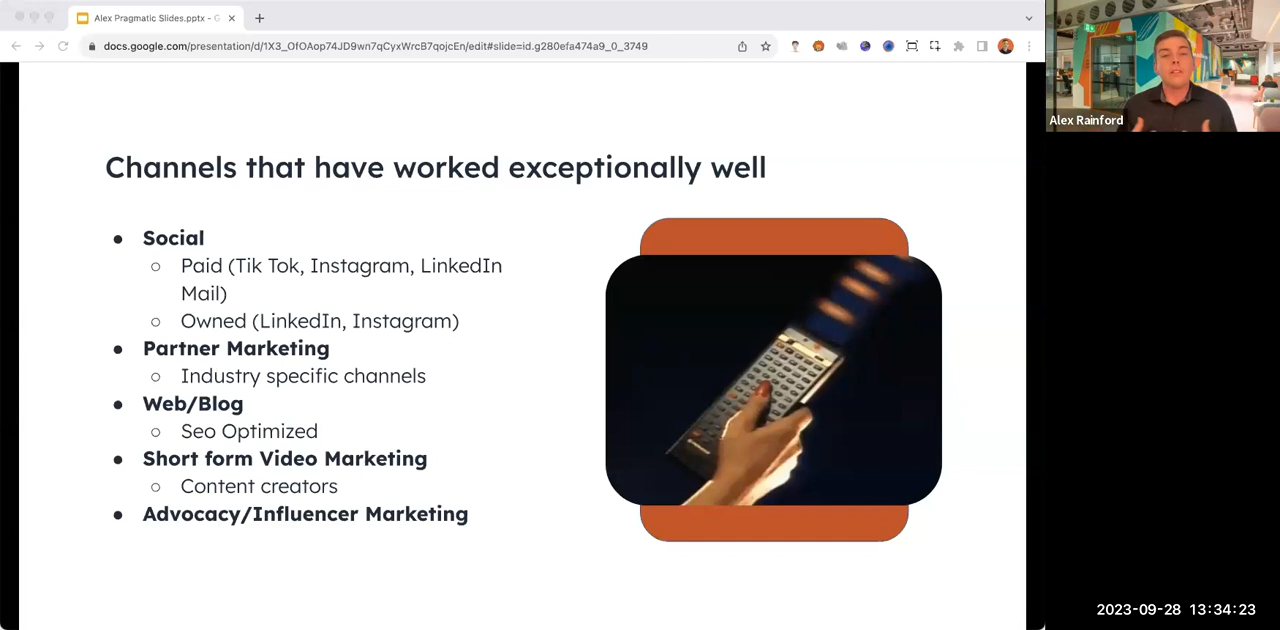 Alex Pragmatic Slides.pptx - G
docs.google.com/presentation/d/1X3_OfOAop74JD9wn7qCyxWrcB7qojcEn/edit#slide=id.g280efa474a9_0_3749
Alex Rainford
Channels that have worked exceptionally well
● Social
○ Paid (Tik Tok, Instagram, LinkedIn
Mail)
○ Owned (LinkedIn, Instagram)
● Partner Marketing
○ Industry specific channels
● Web/Blog
○ Seo Optimized
● Short form Video Marketing
○ Content creators
● Advocacy/Influencer Marketing
2023-09-28 13:34:23